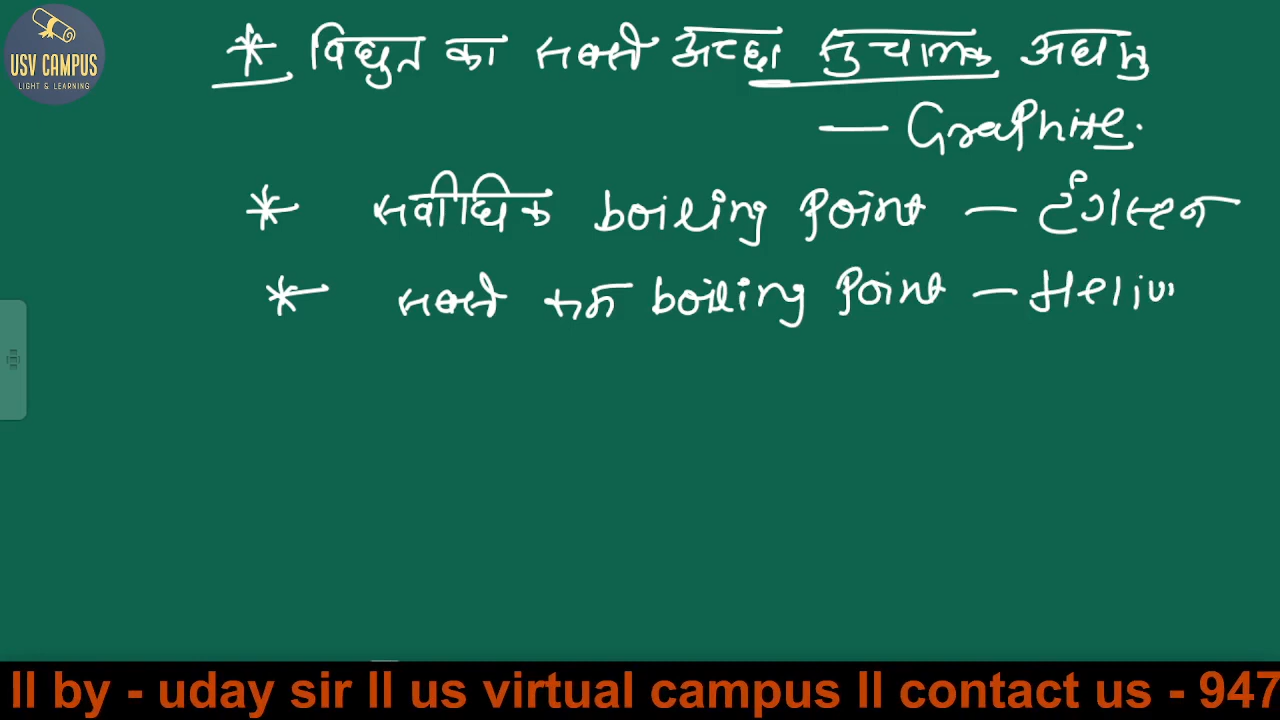 USV CAMPUS
LIGHT & LEARNING
* विद्युत का सबसे अच्छा सुचालक अधातु
— Graphite.
* सर्वाधिक boiling Point — टंगस्टन
* सबसे कम boiling Point — Heliu
ll by - uday sir ll us virtual campus ll contact us - 947